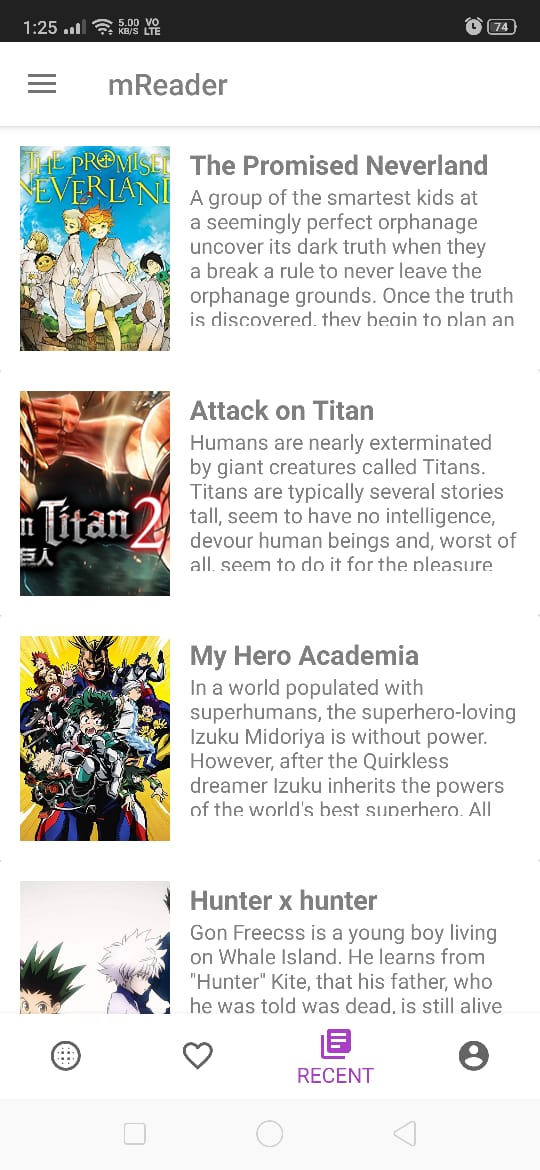 1:25 5.00 KB/S VO LTE 74
mReader
THE PROMISED
NEVERLAND
The Promised Neverland
A group of the smartest kids at
a seemingly perfect orphanage
uncover its dark truth when they
a break a rule to never leave the
orphanage grounds. Once the truth
is discovered, they begin to plan an
n Titan 2
巨人
Attack on Titan
Humans are nearly exterminated
by giant creatures called Titans.
Titans are typically several stories
tall, seem to have no intelligence,
devour human beings and, worst of
all, seem to do it for the pleasure
My Hero Academia
In a world populated with
superhumans, the superhero-loving
Izuku Midoriya is without power.
However, after the Quirkless
dreamer Izuku inherits the powers
of the world's best superhero, All
Hunter x hunter
Gon Freecss is a young boy living
on Whale Island. He learns from
"Hunter" Kite, that his father, who
he was told was dead, is still alive
RECENT